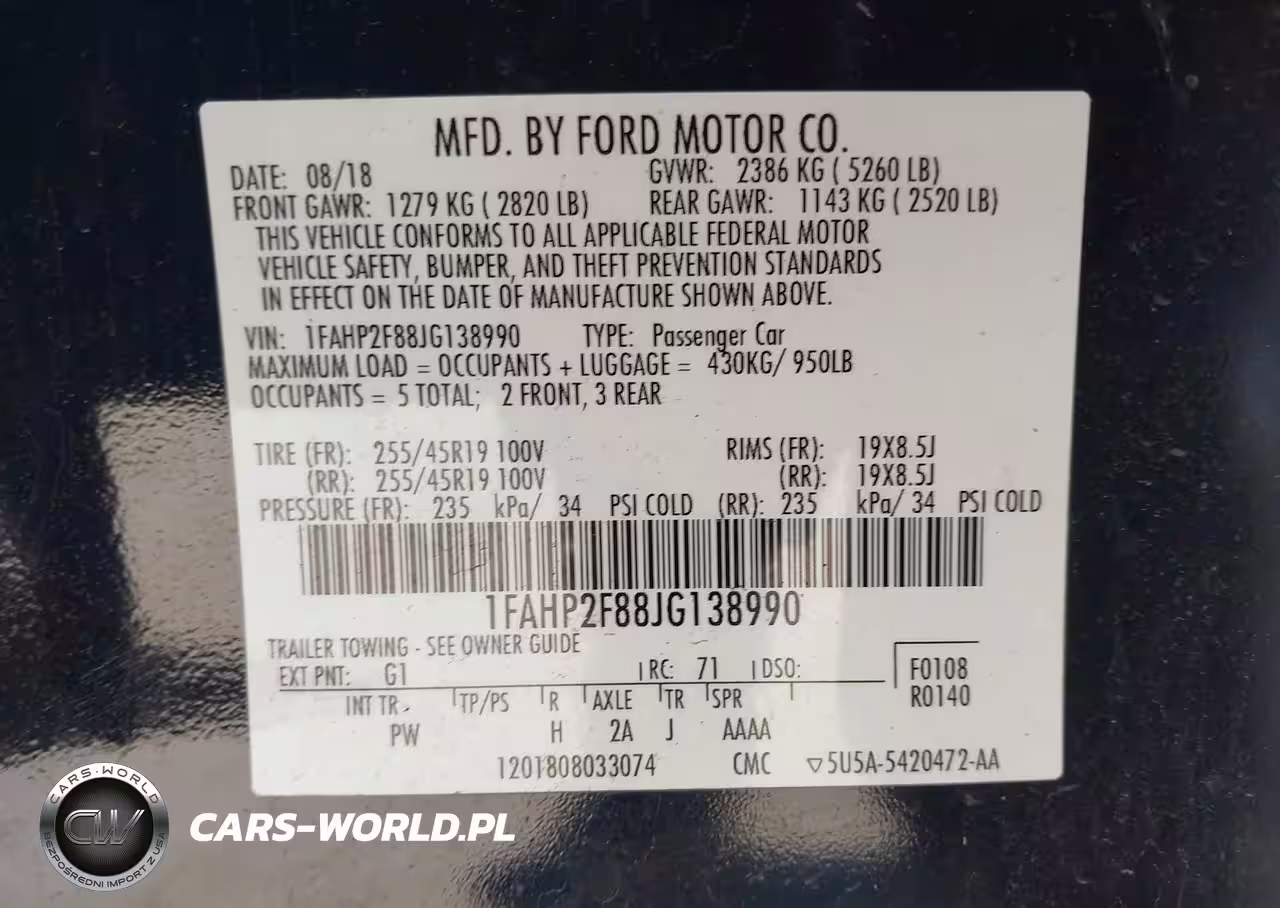 MFD. BY FORD MOTOR CO.
DATE: 08/18 GVWR: 2386 KG ( 5260 LB)
FRONT GAWR: 1279 KG ( 2820 LB) REAR GAWR: 1143 KG ( 2520 LB)
THIS VEHICLE CONFORMS TO ALL APPLICABLE FEDERAL MOTOR
VEHICLE SAFETY, BUMPER, AND THEFT PREVENTION STANDARDS
IN EFFECT ON THE DATE OF MANUFACTURE SHOWN ABOVE.
VIN: 1FAHP2F88JG138990 TYPE: Passenger Car
MAXIMUM LOAD = OCCUPANTS + LUGGAGE = 430KG/ 950LB
OCCUPANTS = 5 TOTAL; 2 FRONT, 3 REAR
TIRE (FR): 255/45R19 100V RIMS (FR): 19X8.5J
(RR): 255/45R19 100V (RR): 19X8.5J
PRESSURE (FR): 235 kPa/ 34 PSI COLD (RR): 235 kPa/ 34 PSI COLD
1FAHP2F88JG138990
TRAILER TOWING - SEE OWNER GUIDE
EXT PNT: G1 RC: 71 DSO: F0108
INT TR TP/PS R AXLE TR SPR R0140
PW H 2A J AAAA
1201808033074 CMC ▽5U5A-5420472-AA
CARS-WORLD
CW
BEZPOŚREDNI IMPORT Z USA
CARS-WORLD.PL